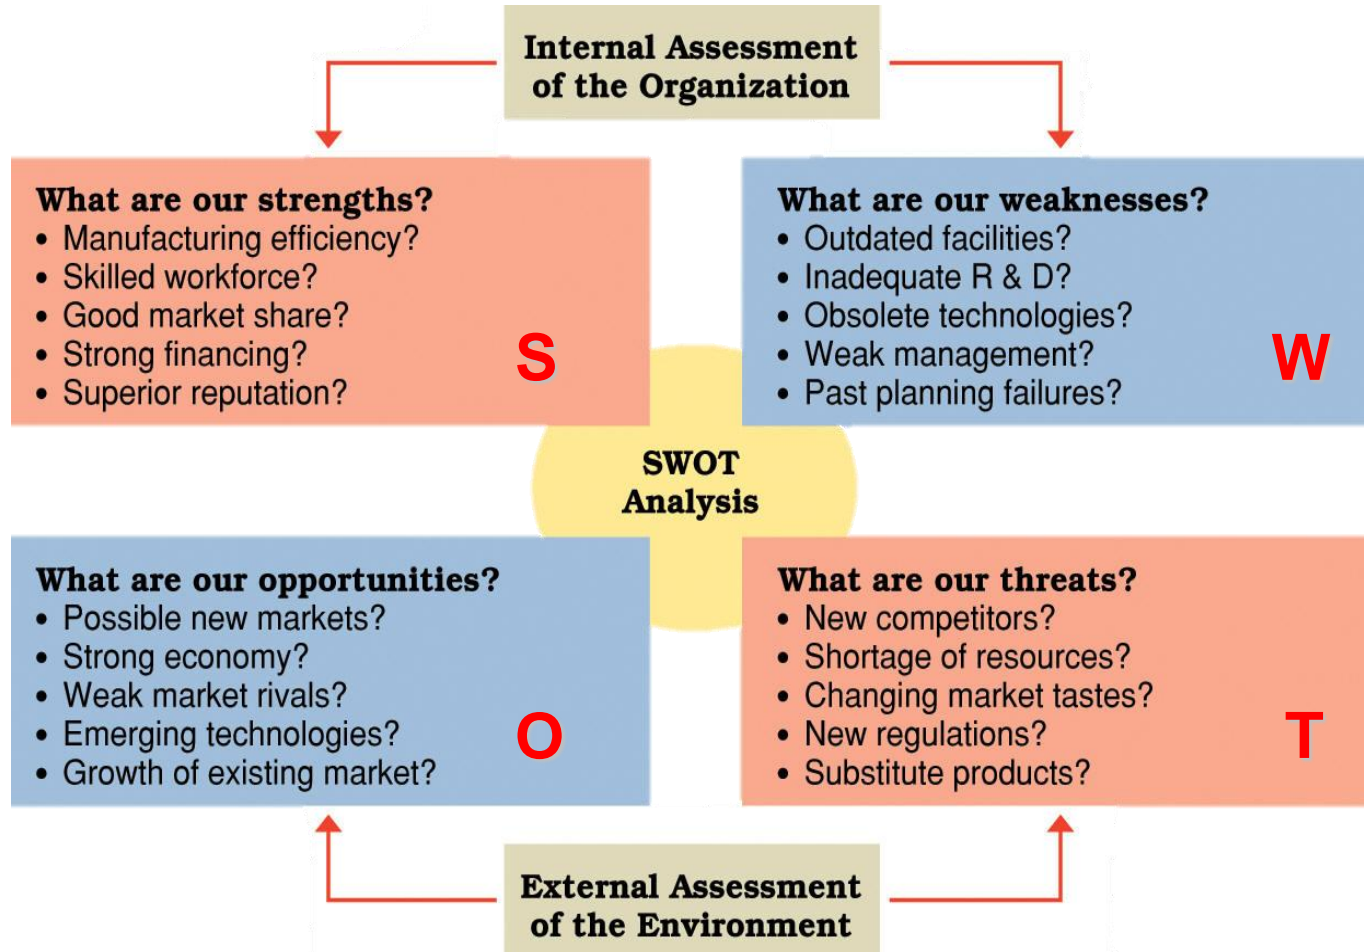 Internal Assessment
of the Organization
What are our strengths?
• Manufacturing efficiency?
• Skilled workforce?
• Good market share?
• Strong financing?
• Superior reputation?
S
What are our weaknesses?
• Outdated facilities?
• Inadequate R & D?
• Obsolete technologies?
• Weak management?
• Past planning failures?
W
SWOT
Analysis
What are our opportunities?
• Possible new markets?
• Strong economy?
• Weak market rivals?
• Emerging technologies?
• Growth of existing market?
O
What are our threats?
• New competitors?
• Shortage of resources?
• Changing market tastes?
• New regulations?
• Substitute products?
T
External Assessment
of the Environment